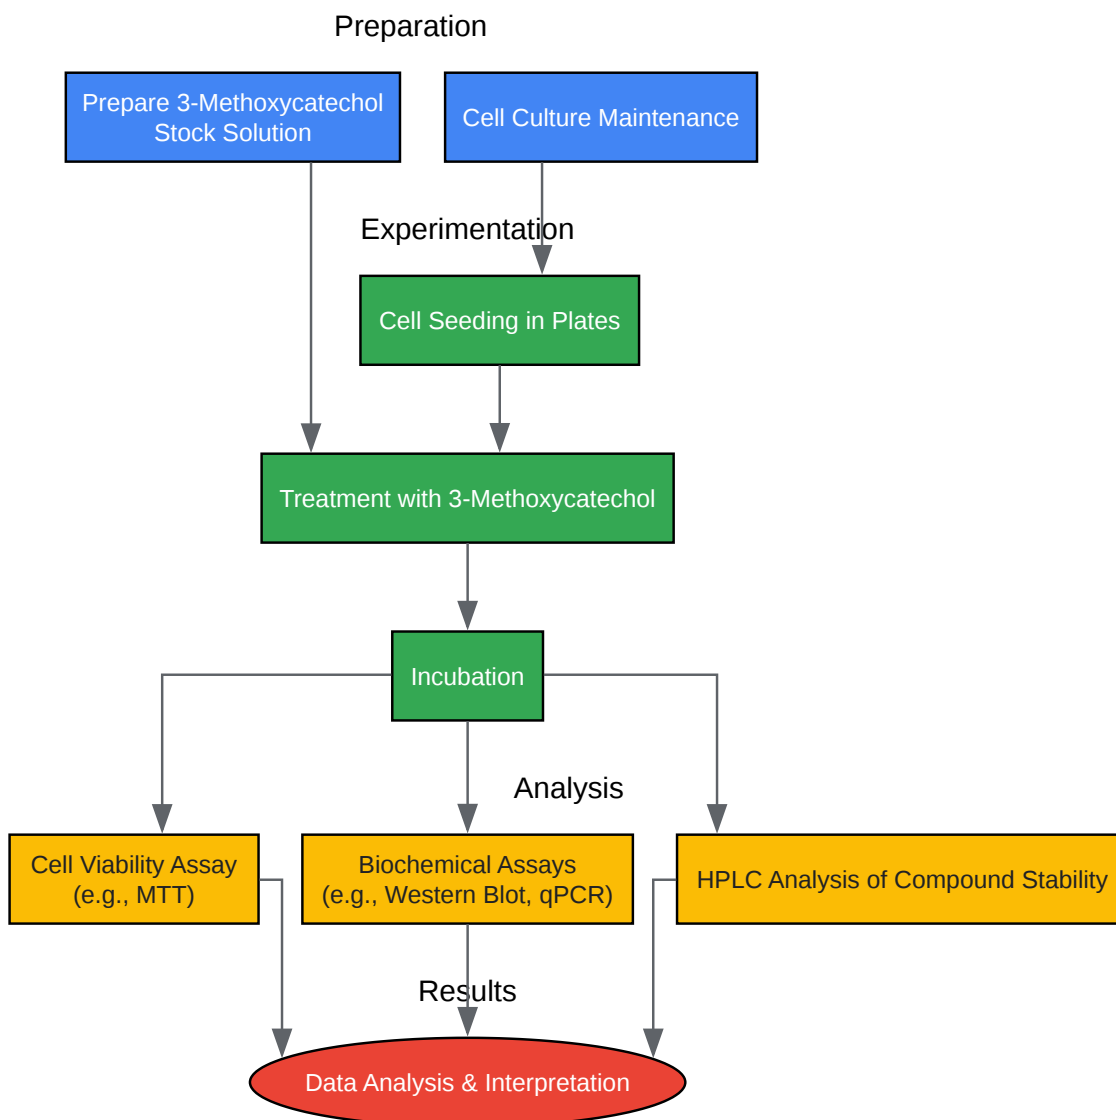 Preparation
Prepare 3-Methoxycatechol
Stock Solution
Cell Culture Maintenance
Experimentation
Cell Seeding in Plates
Treatment with 3-Methoxycatechol
Incubation
Analysis
Cell Viability Assay
(e.g., MTT)
Biochemical Assays
(e.g., Western Blot, qPCR)
HPLC Analysis of Compound Stability
Results
Data Analysis & Interpretation